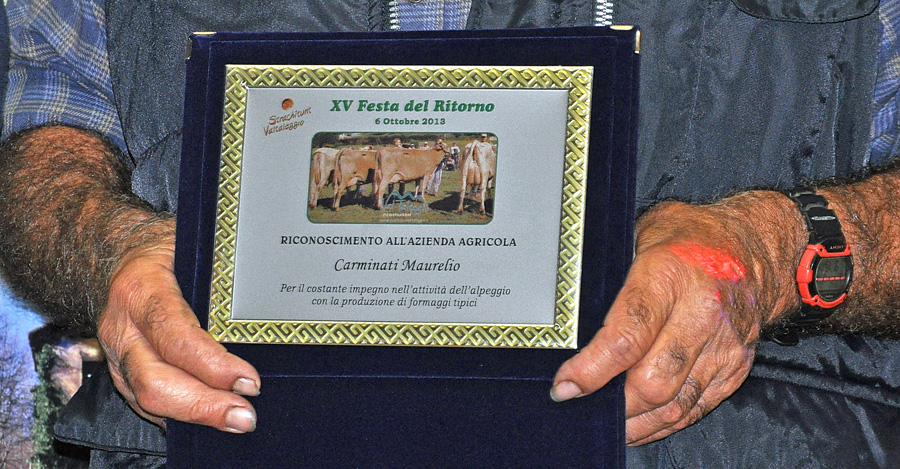 Strachitunt
Valtaleggio
XV Festa del Ritorno
6 Ottobre 2013
RICONOSCIMENTO ALL'AZIENDA AGRICOLA
Carminati Maurelio
Per il costante impegno nell'attività dell'alpeggio
con la produzione di formaggi tipici